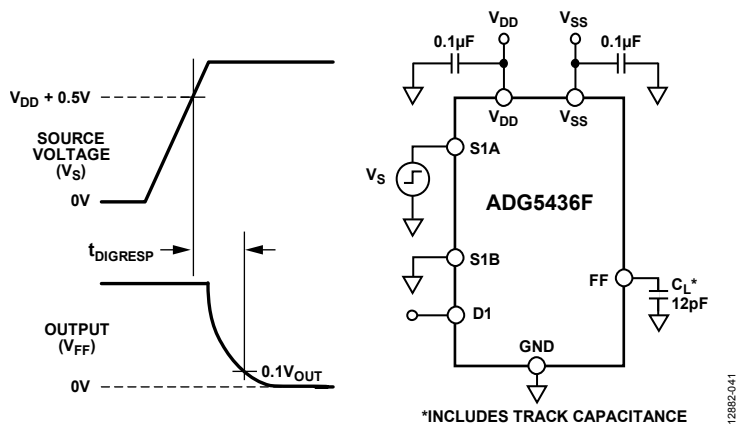 V_DD + 0.5V
SOURCE
VOLTAGE
(V_S)
0V
t_DIGRESP
OUTPUT
(V_FF)
0.1V_OUT
0V
V_DD
V_SS
0.1µF
0.1µF
V_DD
V_SS
S1A
V_S
ADG5436F
S1B
FF
C_L*
12pF
D1
GND
*INCLUDES TRACK CAPACITANCE
12882-041